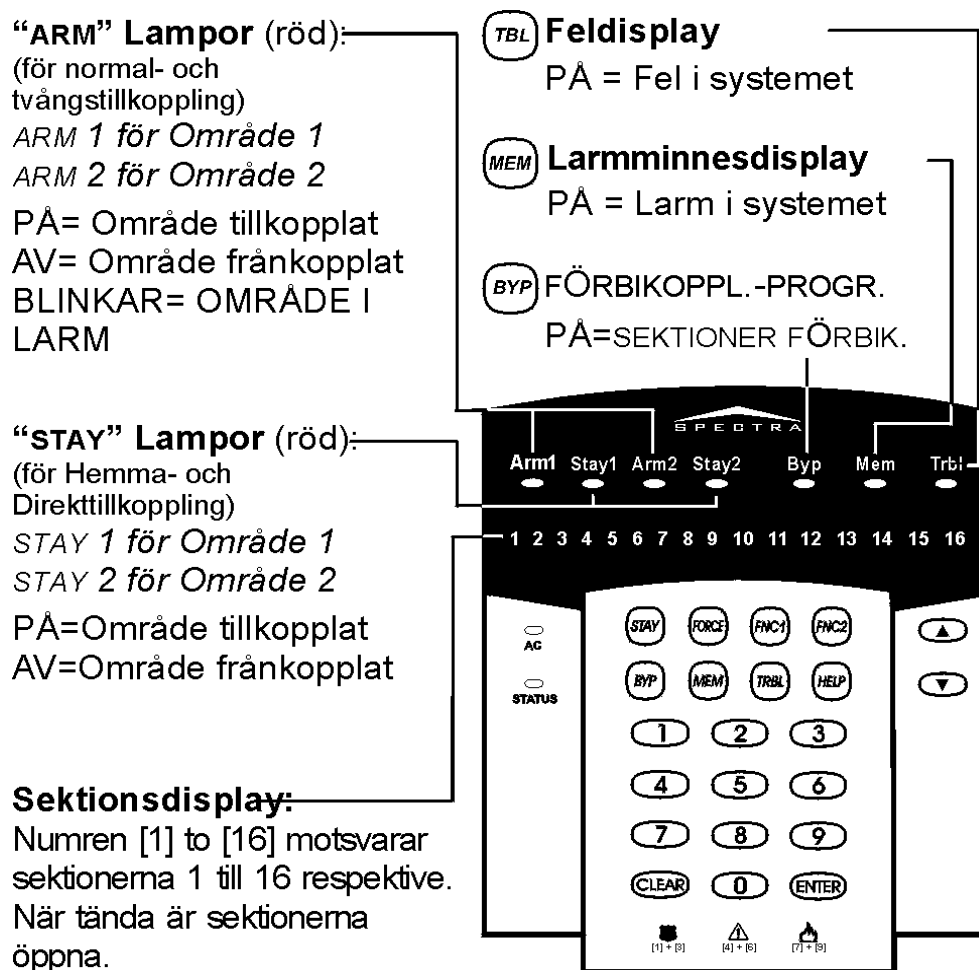 “ARM” Lampor (röd):
(för normal- och
tvångstillkoppling)
ARM 1 för Område 1
ARM 2 för Område 2
PÅ= Område tillkopplat
AV= Område frånkopplat
BLINKAR= OMRÅDE I
LARM
“STAY” Lampor (röd):
(för Hemma- och
Direkttillkoppling)
STAY 1 för Område 1
STAY 2 för Område 2
PÅ=Område tillkopplat
AV=Område frånkopplat
Sektionsdisplay:
Numren [1] to [16] motsvarar
sektionerna 1 till 16 respektive.
När tända är sektionerna
öppna.
TBL Feldisplay
PÅ = Fel i systemet
MEM Larmminnesdisplay
PÅ = Larm i systemet
BYP FÖRBIKOPPL.-PROGR.
PÅ=SEKTIONER FÖRBIK.
SPECTRA
Arm1 Stay1 Arm2 Stay2 Byp Mem Trbl
1 2 3 4 5 6 7 8 9 10 11 12 13 14 15 16
AC
STATUS
STAY FORCE FNC1 FNC2
BYP MEM TRBL HELP
1 2 3
4 5 6
7 8 9
CLEAR 0 ENTER
[1] + [3] [4] + [6] [7] + [9]